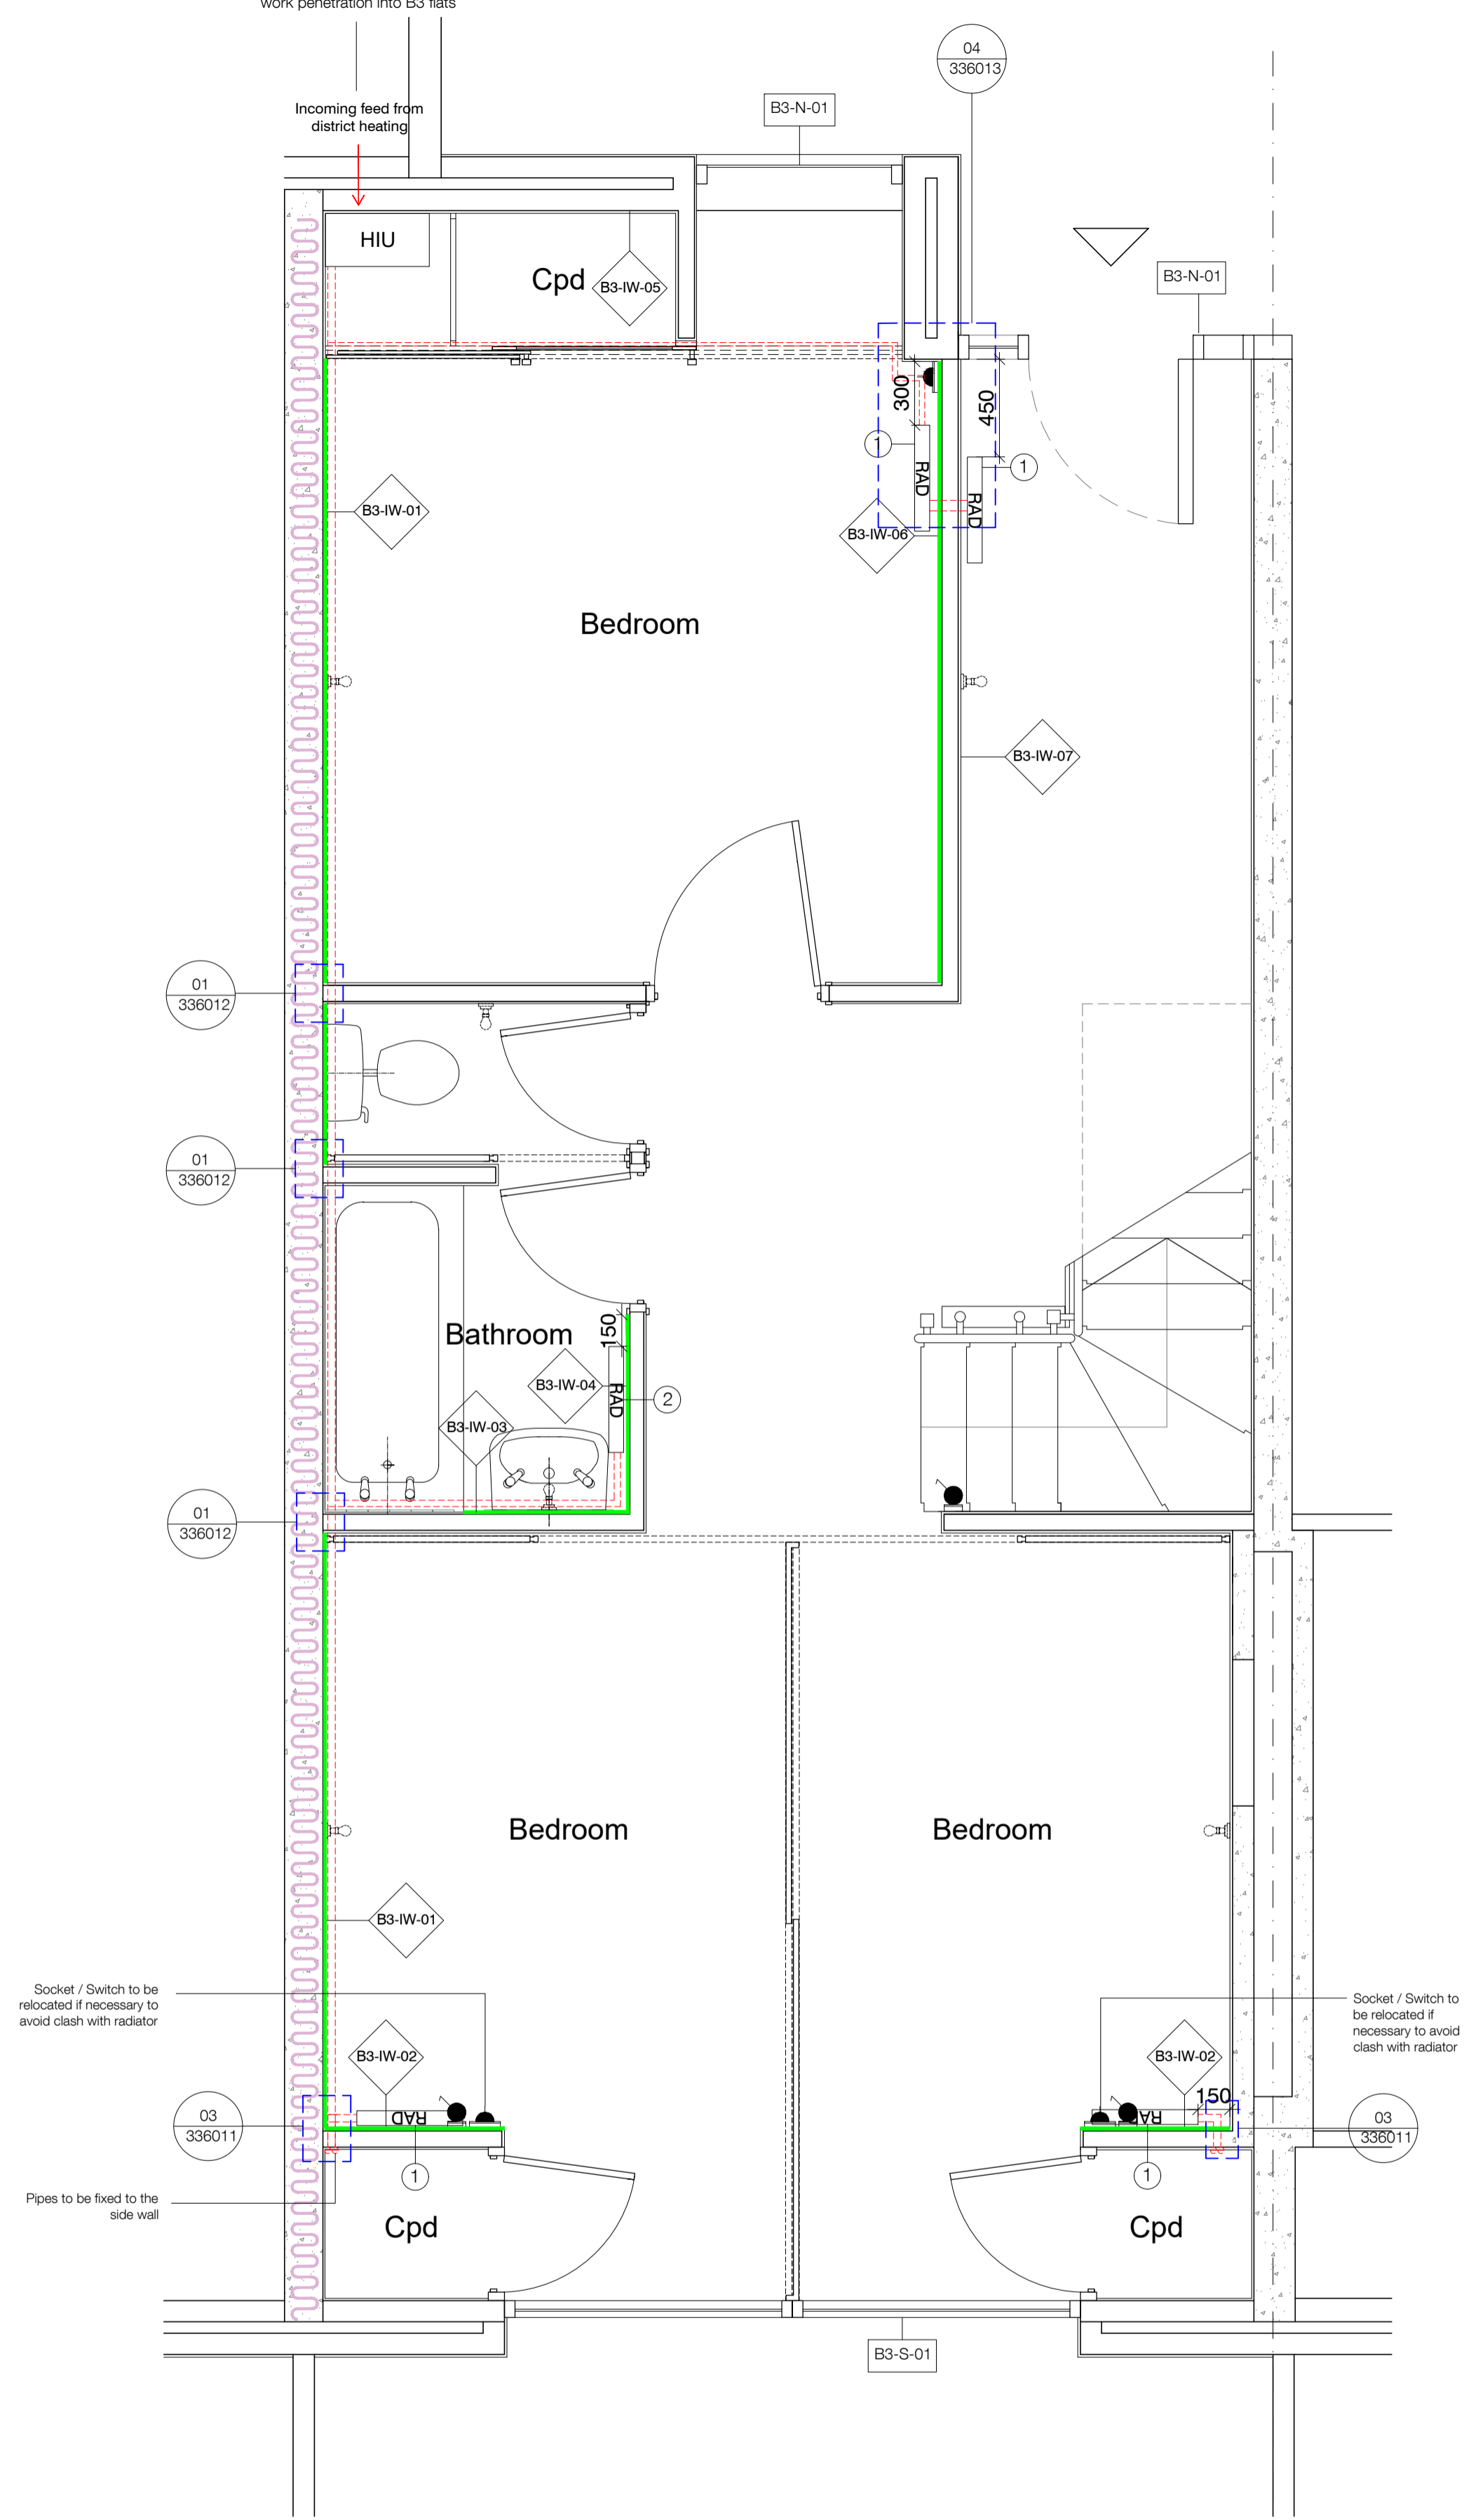 work penetration into B3 flats
04
336013
B3-N-01
Incoming feed from
district heating
HIU
Cpd
B3-IW-05
B3-N-01
300
450
1
RAD
1
RAD
B3-IW-01
B3-IW-06
Bedroom
B3-IW-07
01
336012
01
336012
Bathroom
150
B3-IW-04
RAD
2
B3-IW-03
01
336012
Bedroom
Bedroom
B3-IW-01
Socket / Switch to be
relocated if necessary to
avoid clash with radiator
Socket / Switch to
be relocated if
necessary to avoid
clash with radiator
B3-IW-02
B3-IW-02
150
RAD
RAD
03
336011
03
336011
1
1
Pipes to be fixed to the
side wall
Cpd
Cpd
B3-S-01